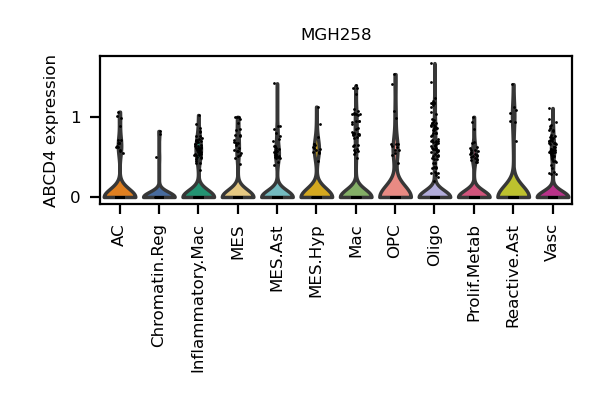 MGH258
ABCD4 expression
1
0
AC
Chromatin.Reg
Inflammatory.Mac
MES
MES.Ast
MES.Hyp
Mac
OPC
Oligo
Prolif.Metab
Reactive.Ast
Vasc